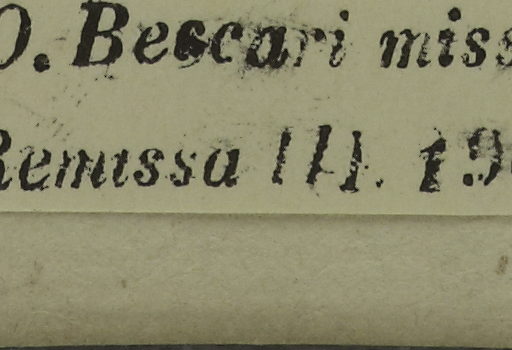 O. Beccari miss
Remissa III. 19